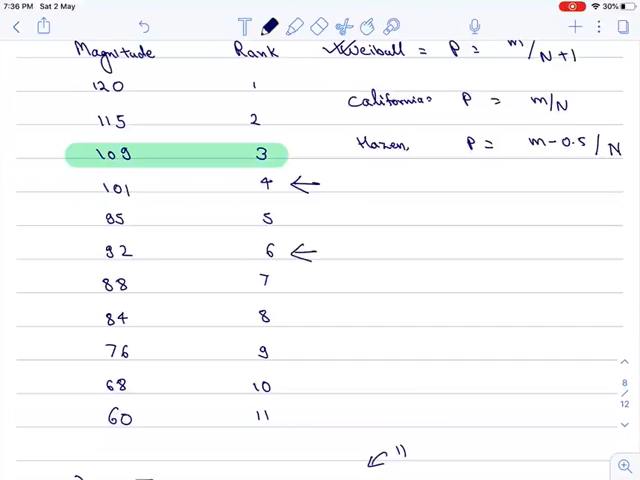 7:36 PM Sat 2 May
30%
Magnitude Rank Weibull = P = m/N+1
120 1
California: P = m/N
115 2
Hazen, P = m-0.5/N
109 3
101 4 ←
95 5
92 6 ←
88 7
84 8
76 9
68 10
60 11
8
/
12